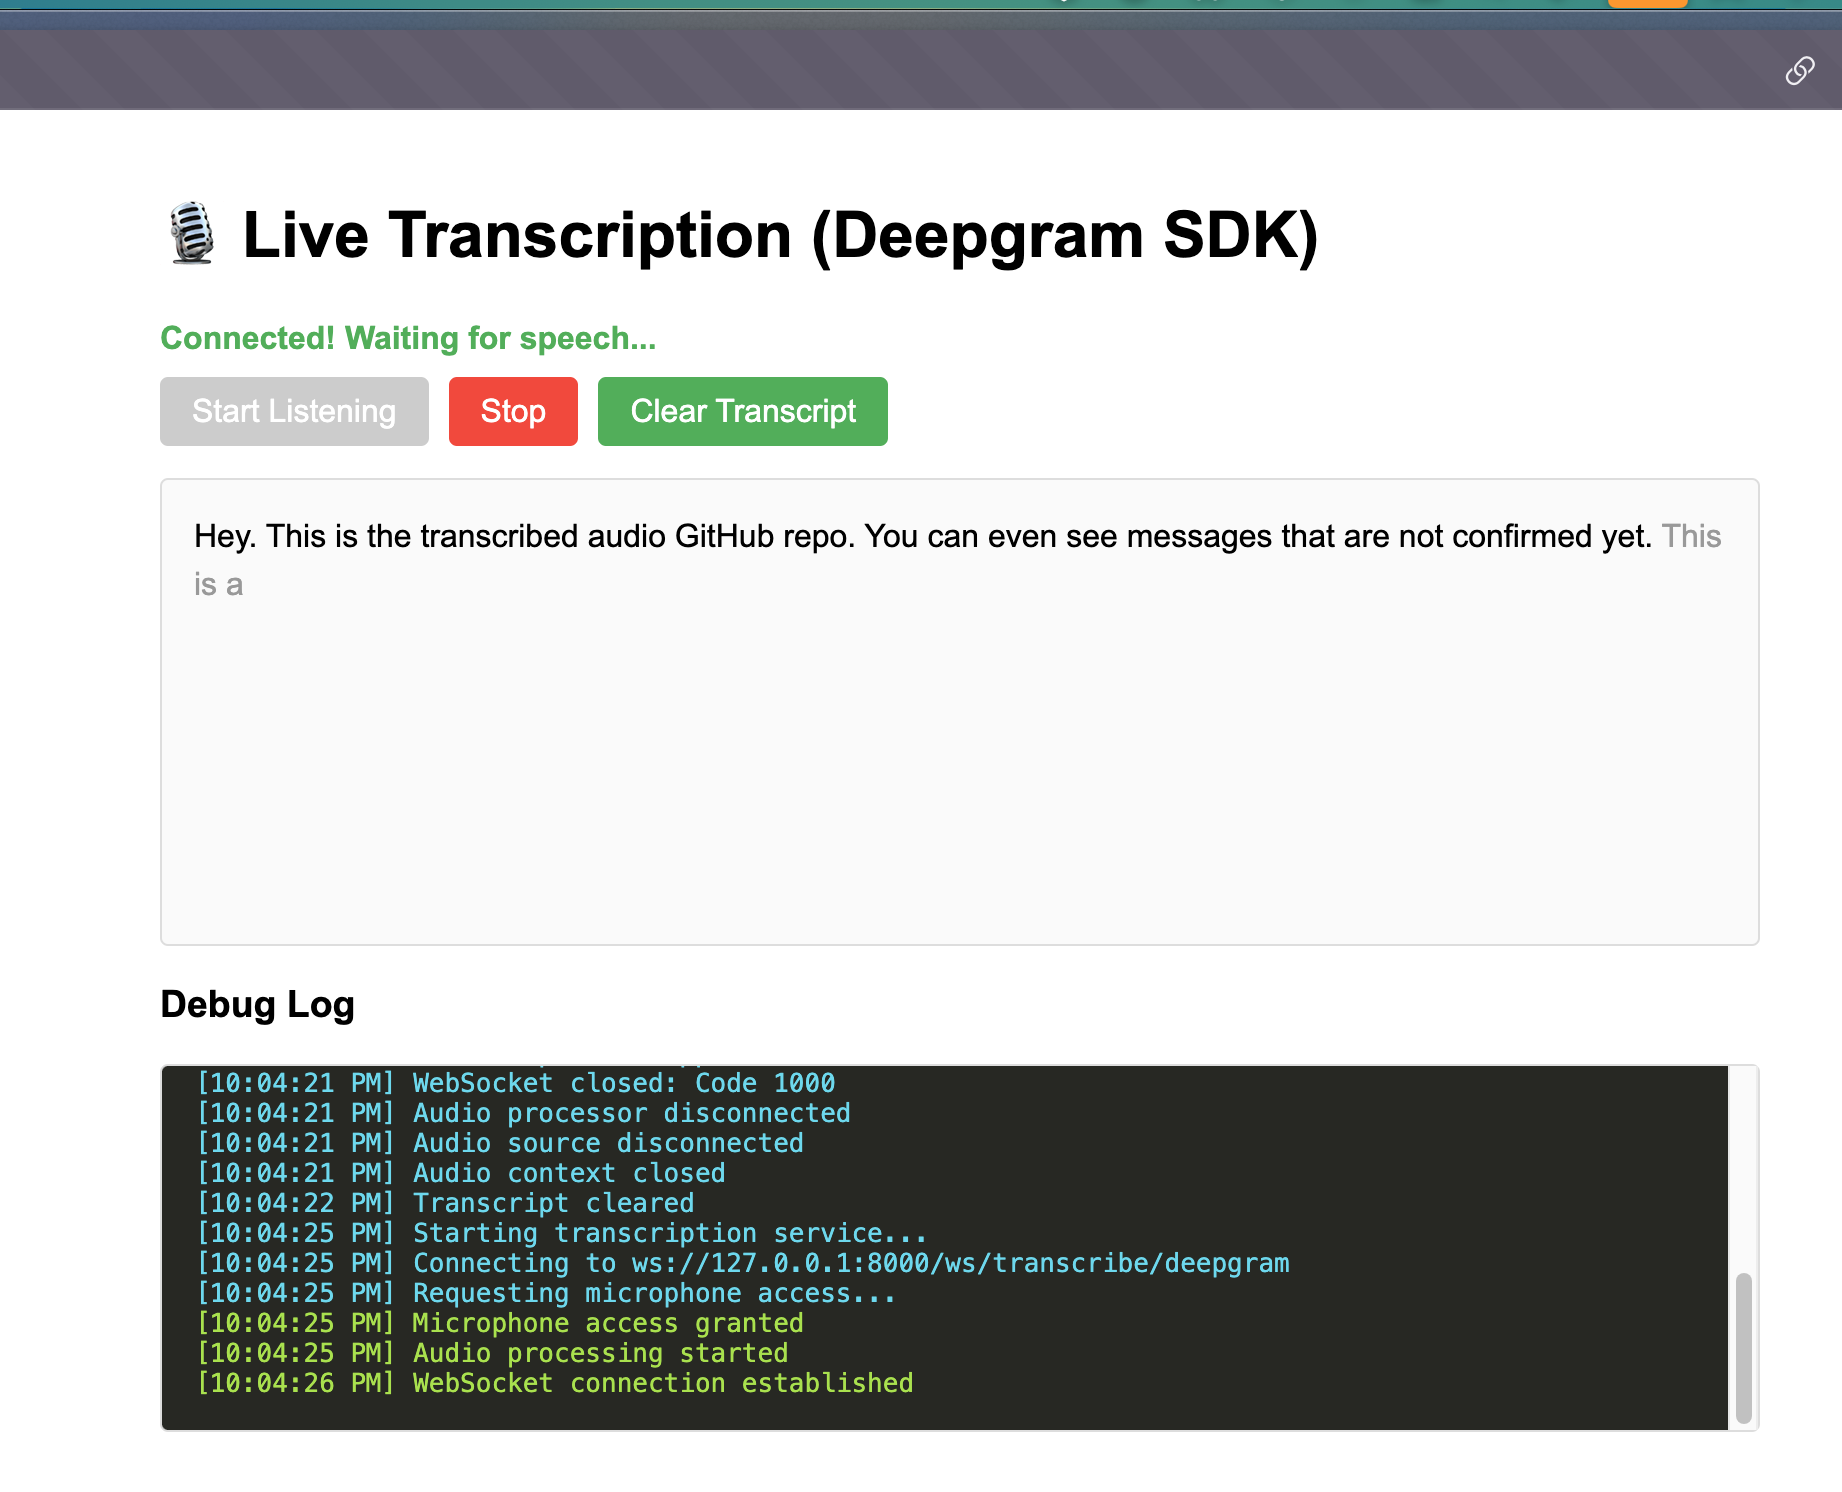 Live Transcription (Deepgram SDK)
Connected! Waiting for speech...
Start Listening
Stop
Clear Transcript
Hey. This is the transcribed audio GitHub repo. You can even see messages that are not confirmed yet. This
is a
Debug Log
[10:04:21 PM] WebSocket closed: Code 1000
[10:04:21 PM] Audio processor disconnected
[10:04:21 PM] Audio source disconnected
[10:04:21 PM] Audio context closed
[10:04:22 PM] Transcript cleared
[10:04:25 PM] Starting transcription service...
[10:04:25 PM] Connecting to ws://127.0.0.1:8000/ws/transcribe/deepgram
[10:04:25 PM] Requesting microphone access...
[10:04:25 PM] Microphone access granted
[10:04:25 PM] Audio processing started
[10:04:26 PM] WebSocket connection established